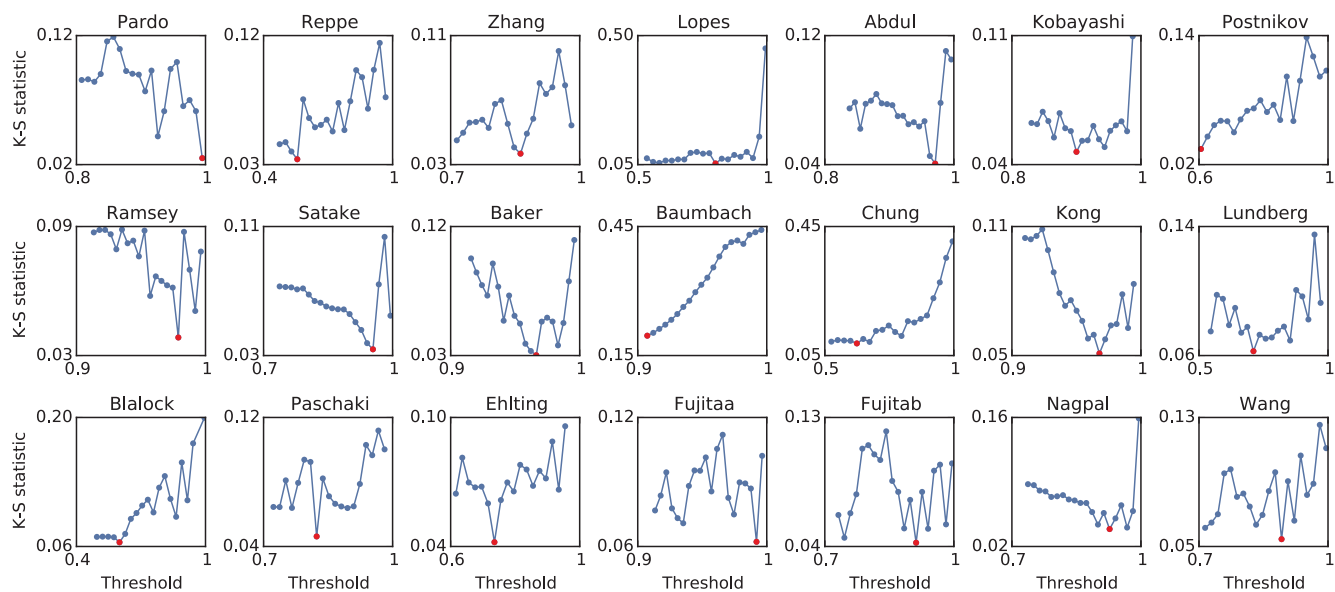 Pardo Reppe Zhang Lopes Abdul Kobayashi Postnikov
0.12 0.12 0.11 0.50 0.12 0.11 0.14
K-S statistic
0.02 0.03 0.03 0.05 0.04 0.04 0.02
0.8 1 0.4 1 0.7 1 0.5 1 0.8 1 0.8 1 0.6 1
Ramsey Satake Baker Baumbach Chung Kong Lundberg
0.09 0.11 0.12 0.45 0.45 0.11 0.14
K-S statistic
0.03 0.03 0.03 0.15 0.05 0.05 0.06
0.9 1 0.7 1 0.9 1 0.9 1 0.5 1 0.9 1 0.5 1
Blalock Paschaki Ehlting Fujitaa Fujitab Nagpal Wang
0.20 0.12 0.10 0.12 0.13 0.16 0.13
K-S statistic
0.06 0.04 0.04 0.06 0.04 0.02 0.05
0.4 1 0.7 1 0.6 1 0.9 1 0.7 1 0.7 1 0.7 1
Threshold Threshold Threshold Threshold Threshold Threshold Threshold